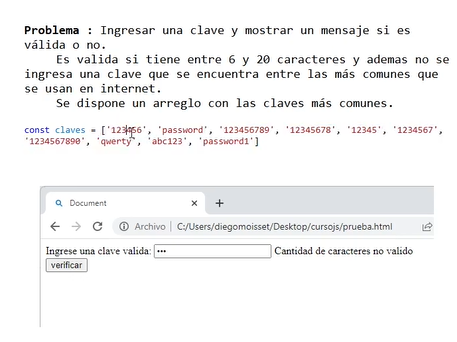 Problema : Ingresar una clave y mostrar un mensaje si es
válida o no.
Es valida si tiene entre 6 y 20 caracteres y ademas no se
ingresa una clave que se encuentra entre las más comunes que
se usan en internet.
Se dispone un arreglo con las claves más comunes.
const claves = ['123456', 'password', '123456789', '12345678', '12345', '1234567',
'1234567890', 'qwerty', 'abc123', 'password1']
Document
Archivo | C:/Users/diegomoisset/Desktop/cursojs/prueba.html
Ingrese una clave valida: ••• Cantidad de caracteres no valido
verificar